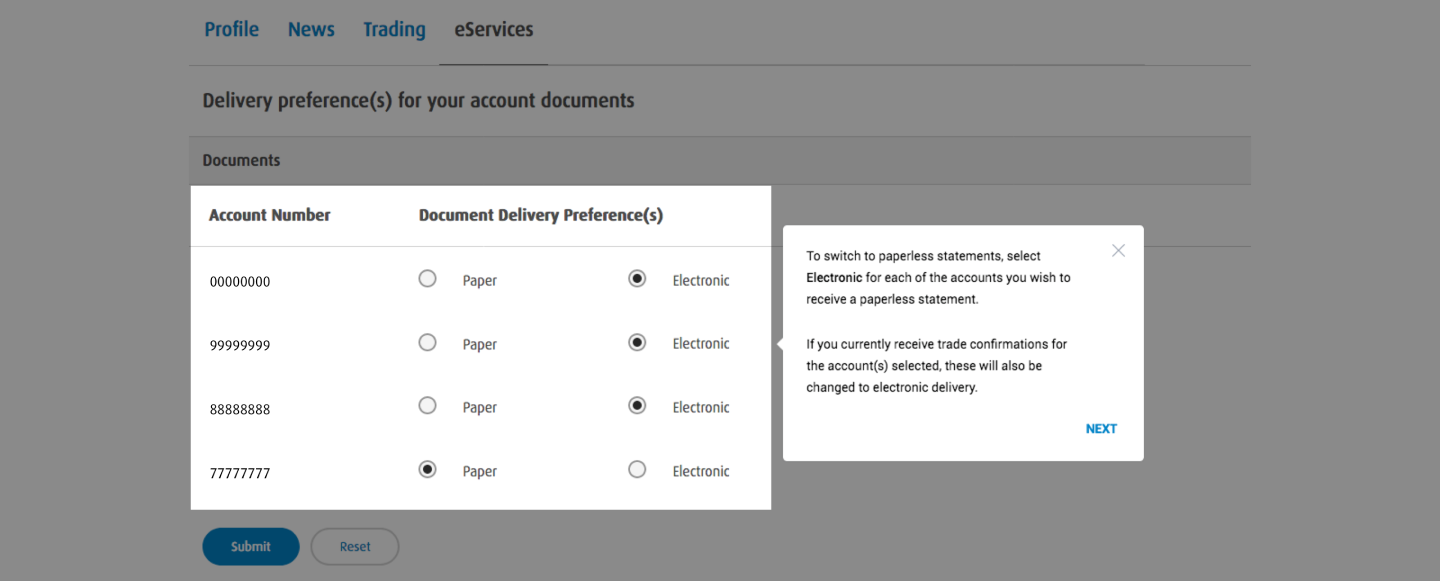 Profile News Trading eServices
Delivery preference(s) for your account documents
Documents
Account Number Document Delivery Preference(s)
00000000 Paper Electronic
99999999 Paper Electronic
88888888 Paper Electronic
77777777 Paper Electronic
To switch to paperless statements, select
Electronic for each of the accounts you wish to
receive a paperless statement.
If you currently receive trade confirmations for
the account(s) selected, these will also be
changed to electronic delivery.
NEXT
Submit Reset